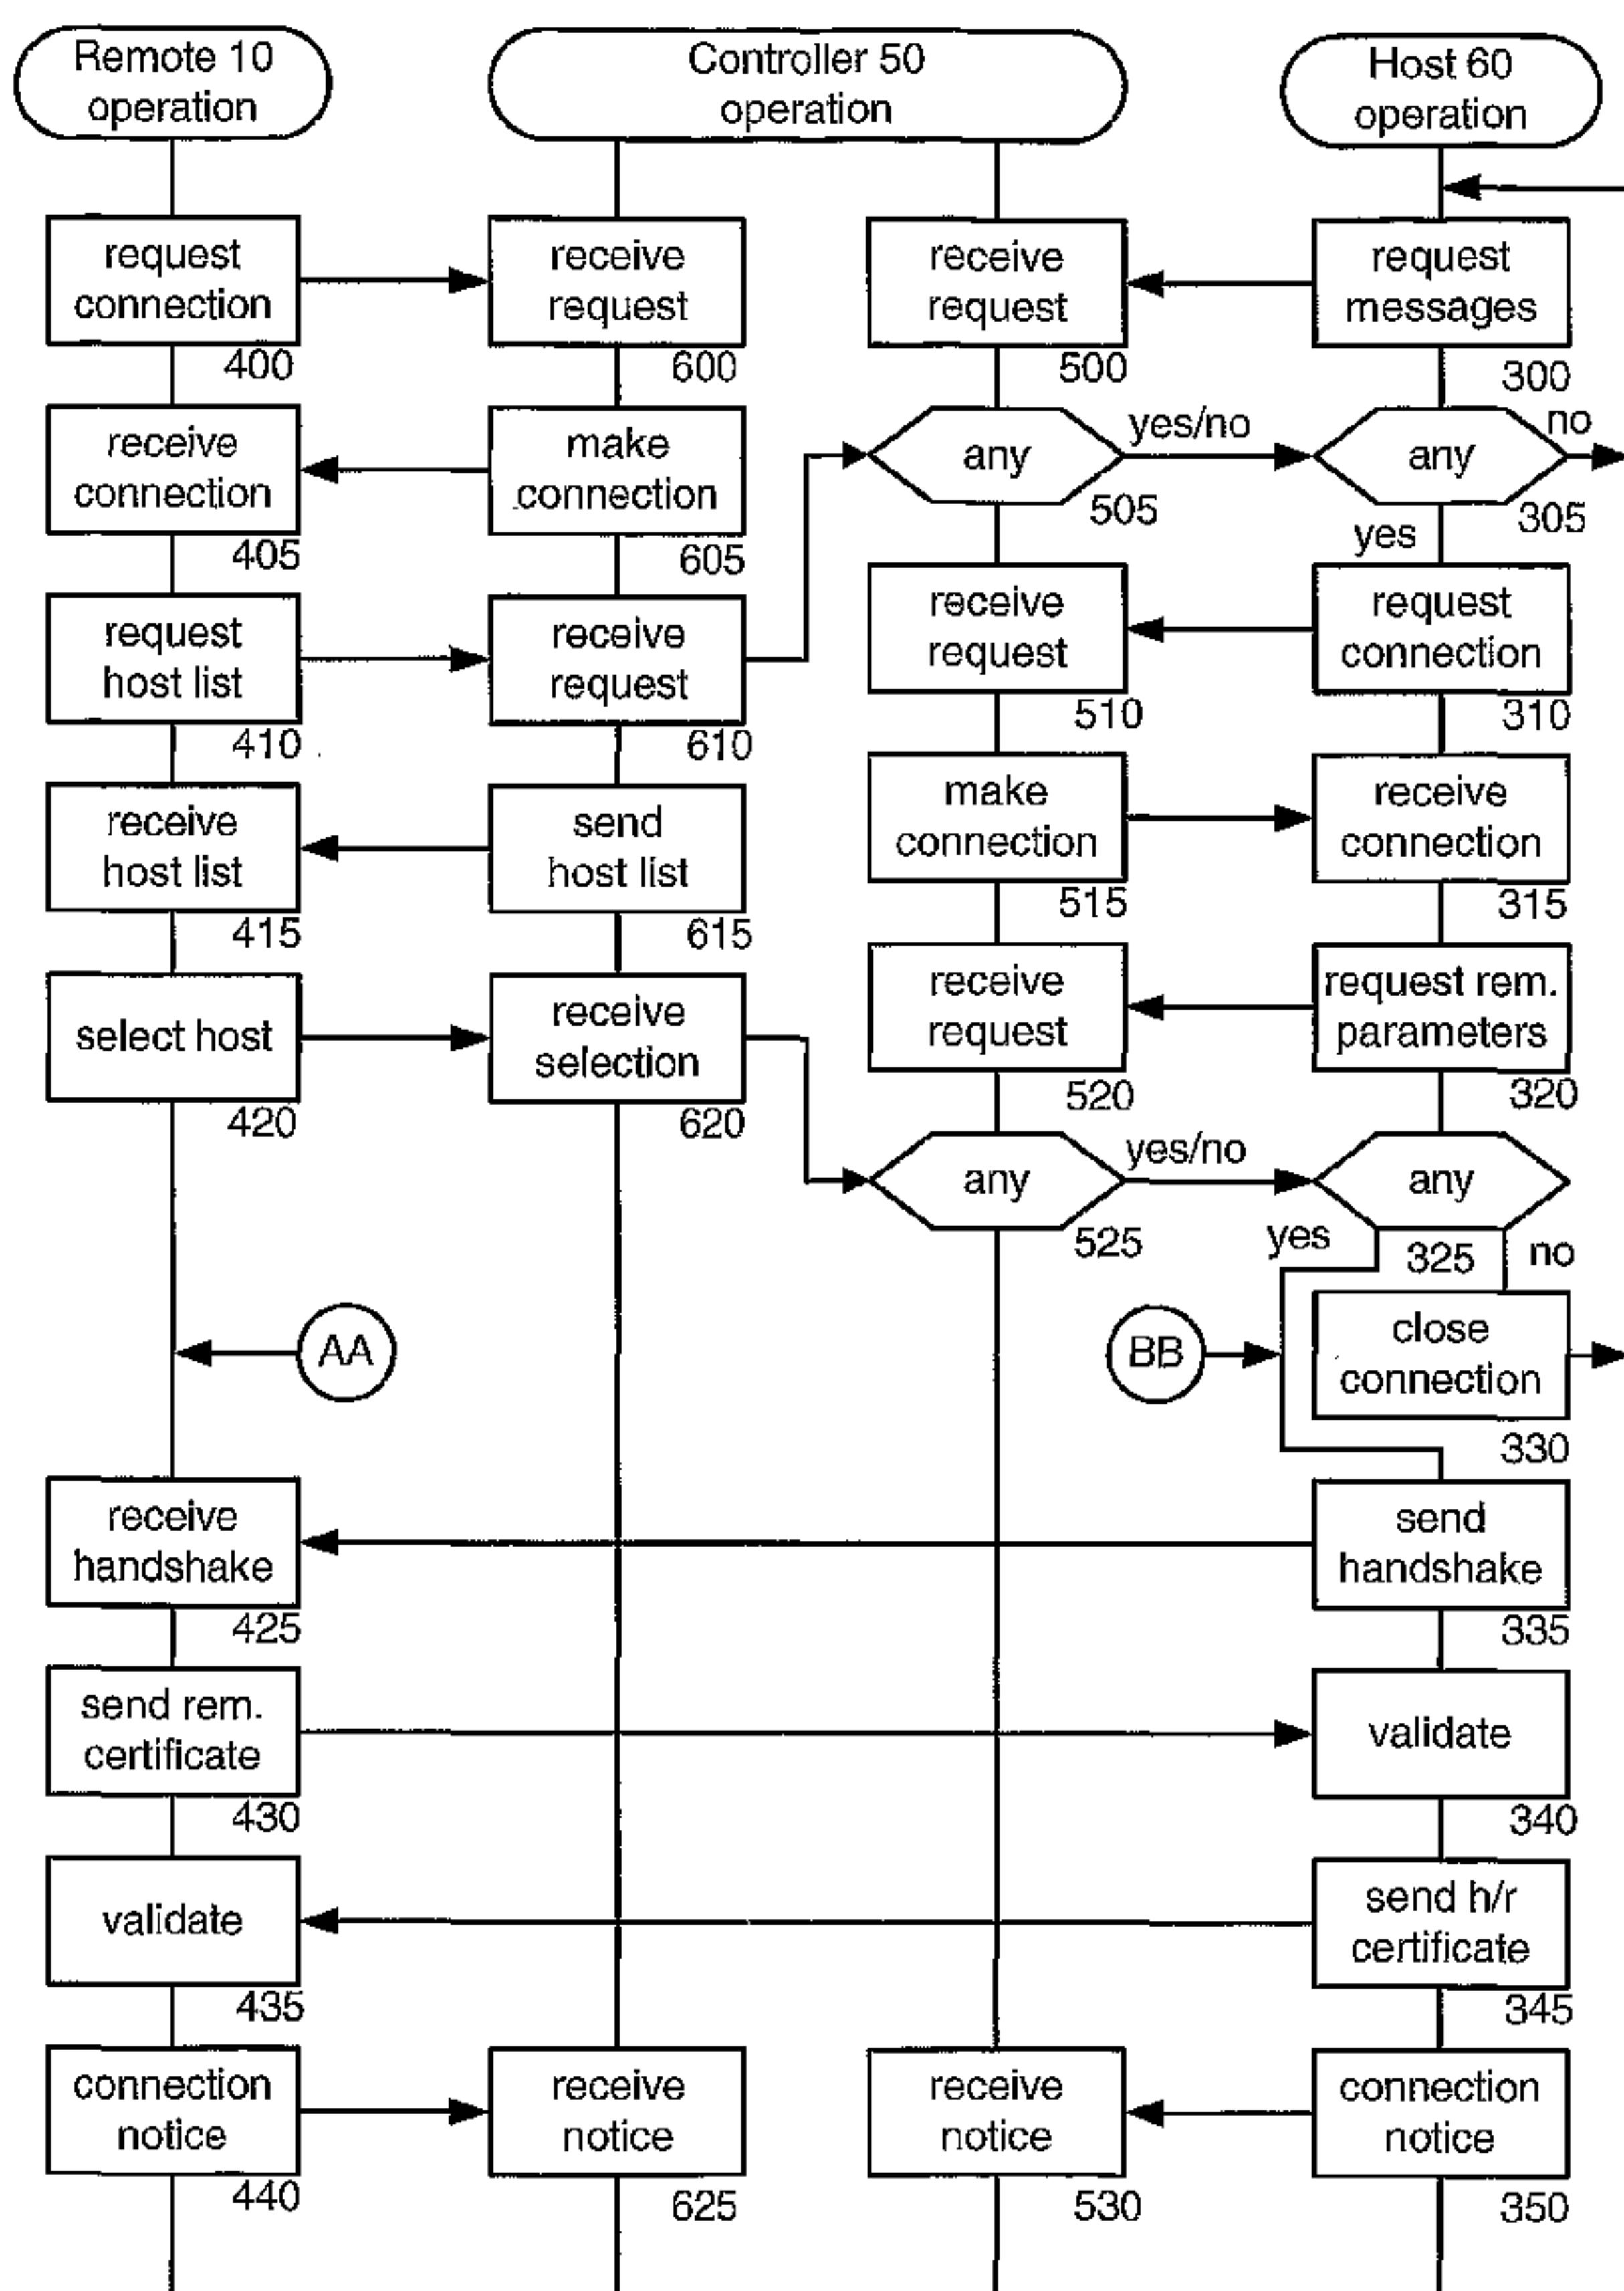 Remote 10
operation
Controller 50
operation
Host 60
operation
request
connection
400
receive
request
600
receive
request
500
request
messages
300
receive
connection
405
make
connection
605
any
yes/no
505
any
no
305
yes
request
host list
410
receive
request
610
receive
request
510
request
connection
310
receive
host list
415
send
host list
615
make
connection
515
receive
connection
315
select host
420
receive
selection
620
receive
request
520
request rem.
parameters
320
any
yes/no
525
any
yes
325
no
AA
BB
close
connection
330
receive
handshake
425
send
handshake
335
send rem.
certificate
430
validate
340
validate
435
send h/r
certificate
345
connection
notice
440
receive
notice
625
receive
notice
530
connection
notice
350